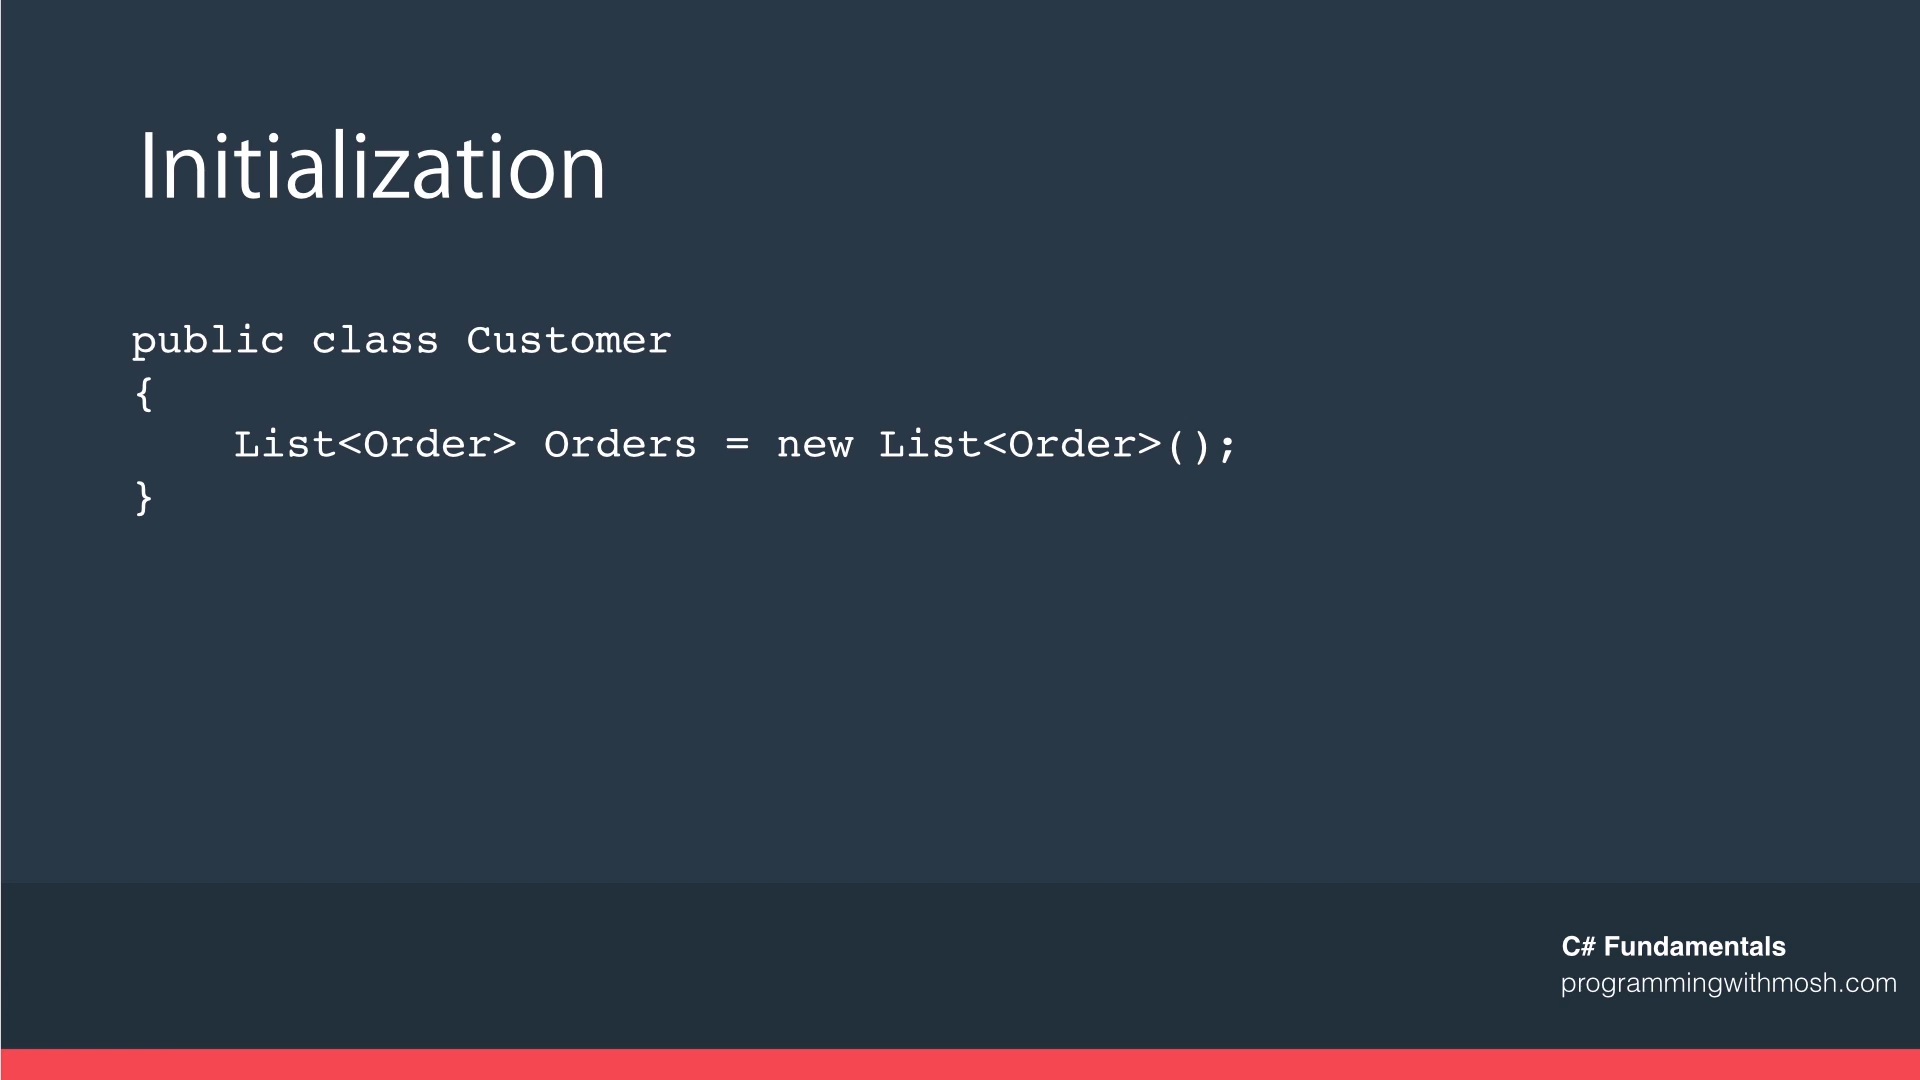 Initialization
public class Customer
{
    List<Order> Orders = new List<Order>();
}
C# Fundamentals
programmingwithmosh.com